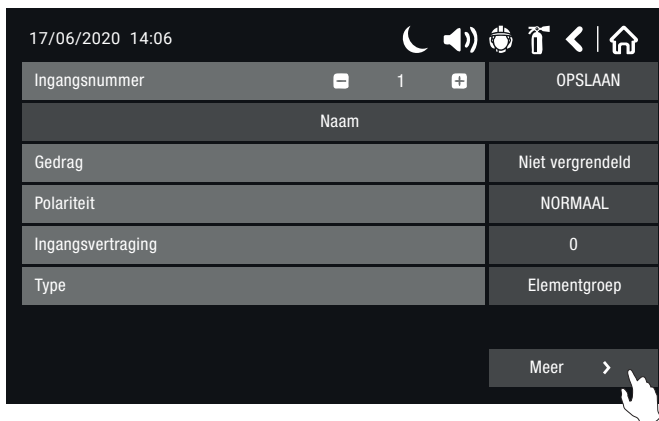 17/06/2020 14:06
Ingangsnummer 1 OPSLAAN
Naam
Gedrag Niet vergrendeld
Polariteit NORMAAL
Ingangsvertraging 0
Type Elementgroep
Meer